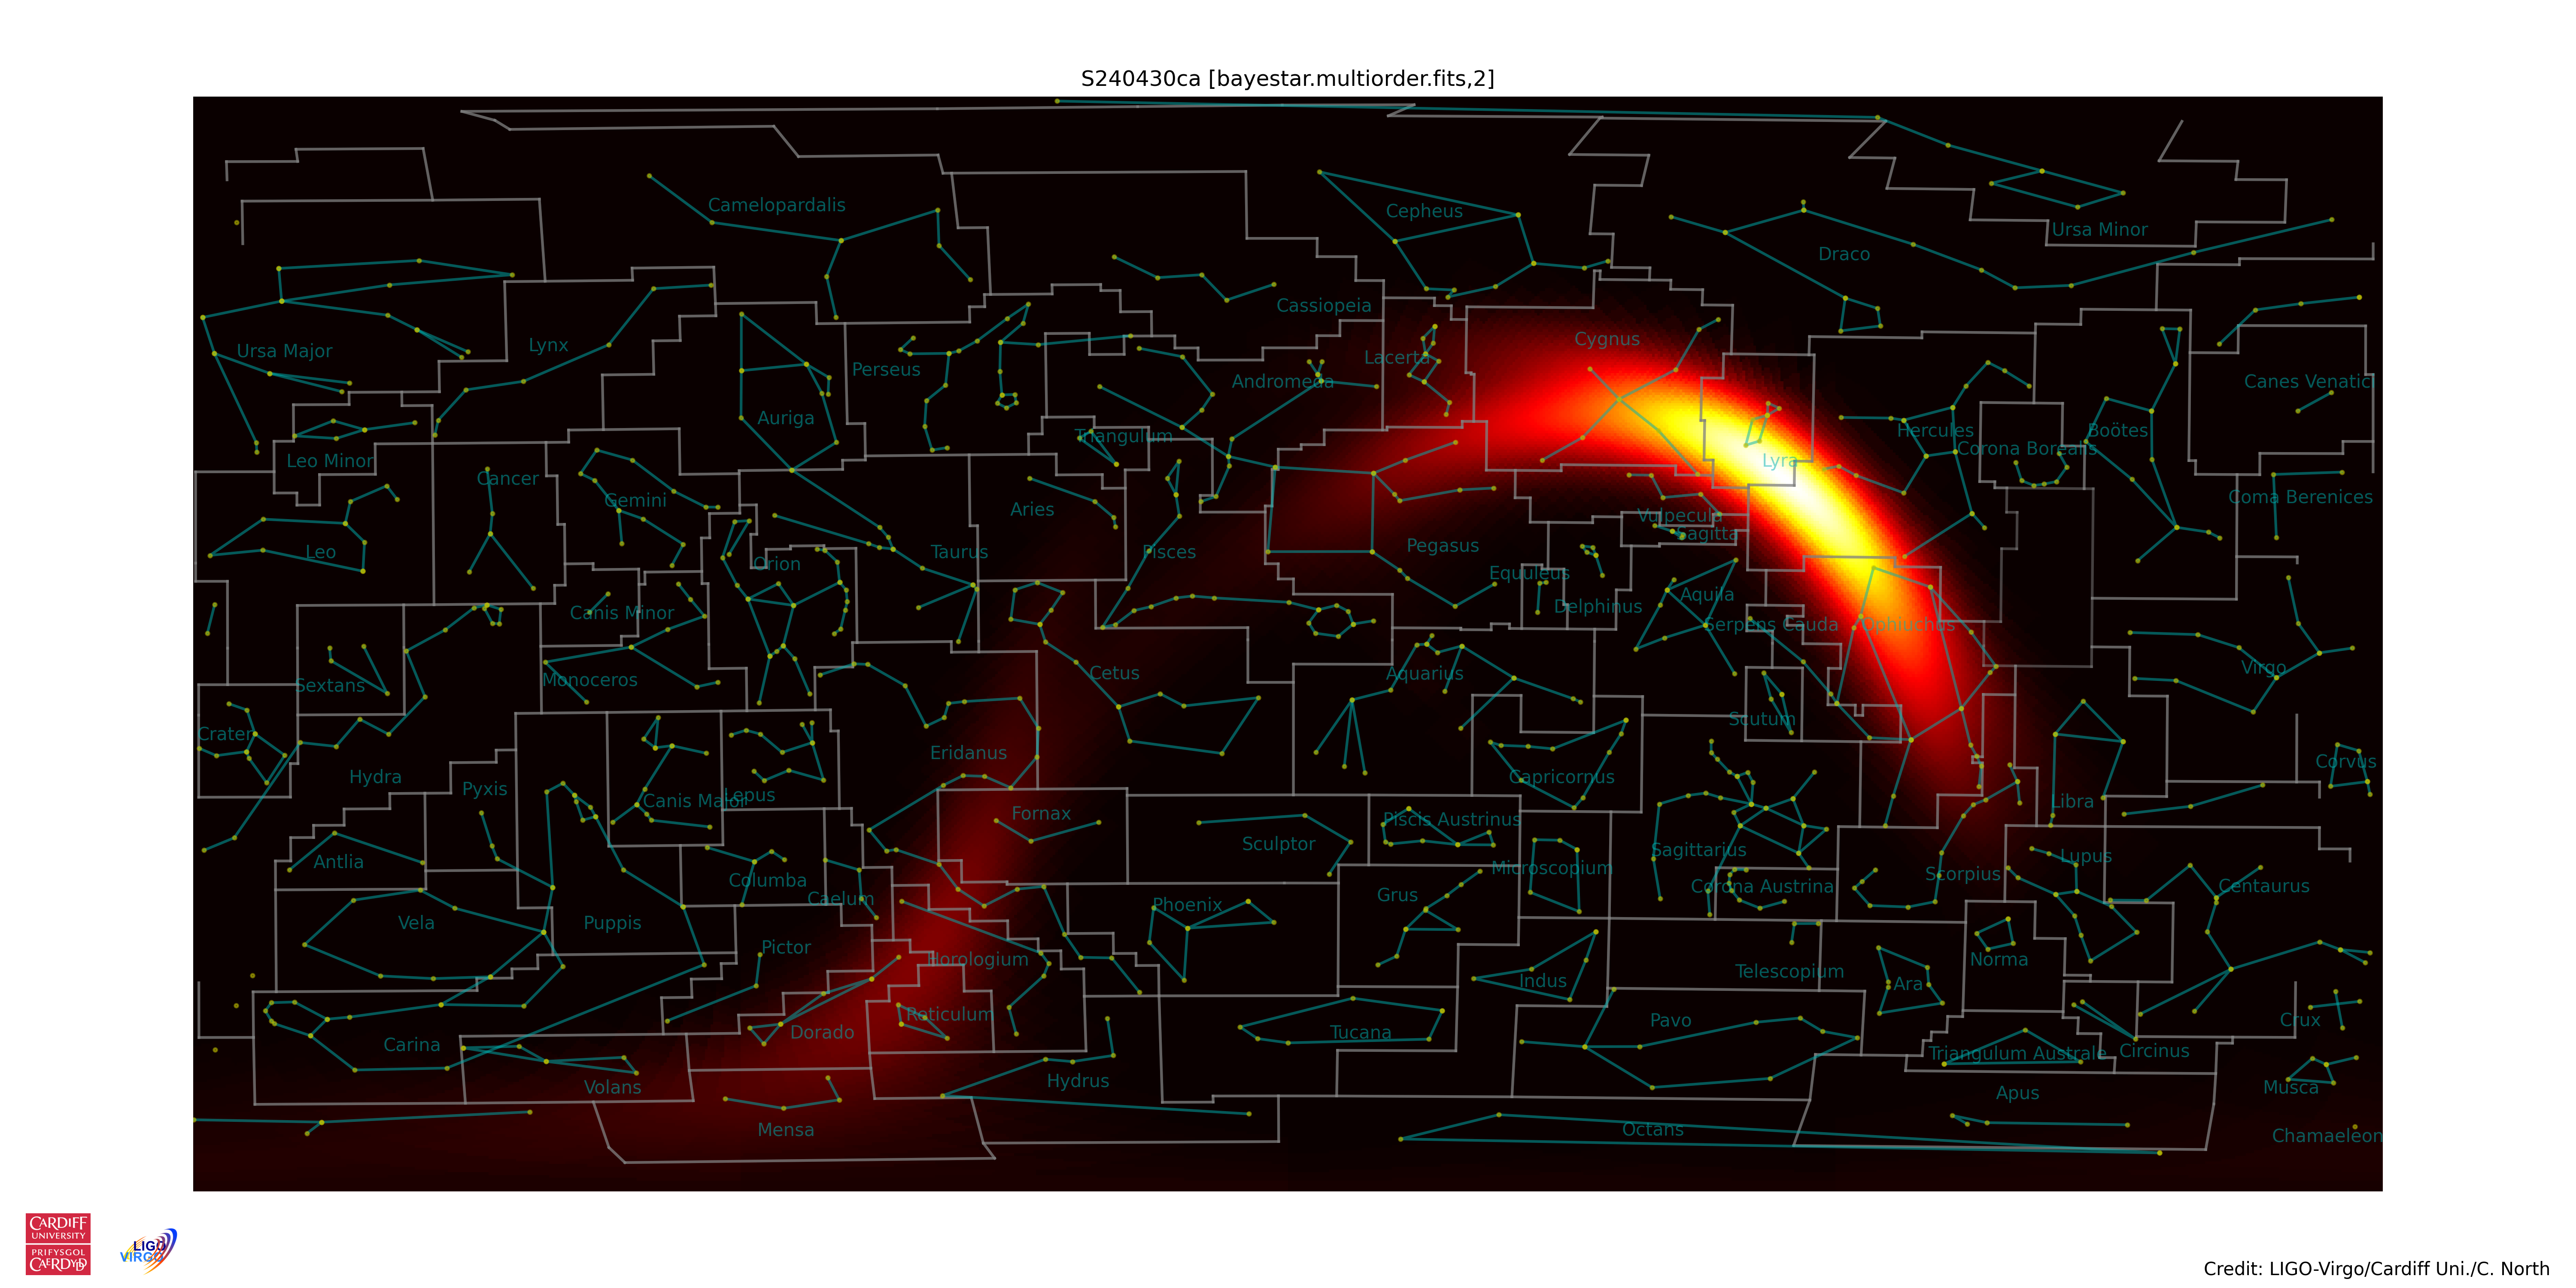 S240430ca [bayestar.multiorder.fits,2]
Camelopardalis
Cepheus
Ursa Minor
Draco
Cassiopeia
Cygnus
Ursa Major
Lynx
Perseus
Lacerta
Andromeda
Canes Venatici
Auriga
Triangulum
Lyra
Hercules
Corona Borealis
Boötes
Leo Minor
Cancer
Gemini
Aries
Coma Berenices
Vulpecula
Sagitta
Leo
Orion
Taurus
Pisces
Pegasus
Equuleus
Delphinus
Aquila
Canis Minor
Serpens Cauda
Ophiuchus
Sextans
Monoceros
Cetus
Aquarius
Virgo
Crater
Scutum
Hydra
Pyxis
Eridanus
Capricornus
Corvus
Canis Major
Lepus
Fornax
Libra
Piscis Austrinus
Antlia
Sculptor
Sagittarius
Lupus
Columba
Caelum
Microscopium
Corona Austrina
Scorpius
Centaurus
Vela
Puppis
Phoenix
Grus
Pictor
Horologium
Indus
Telescopium
Norma
Ara
Carina
Dorado
Reticulum
Tucana
Pavo
Crux
Triangulum Australe
Circinus
Volans
Hydrus
Apus
Musca
Mensa
Octans
Chamaeleon
CARDIFF
UNIVERSITY
PRIFYSGOL
CAERDYDD
LIGO
VIRGO
Credit: LIGO-Virgo/Cardiff Uni./C. North